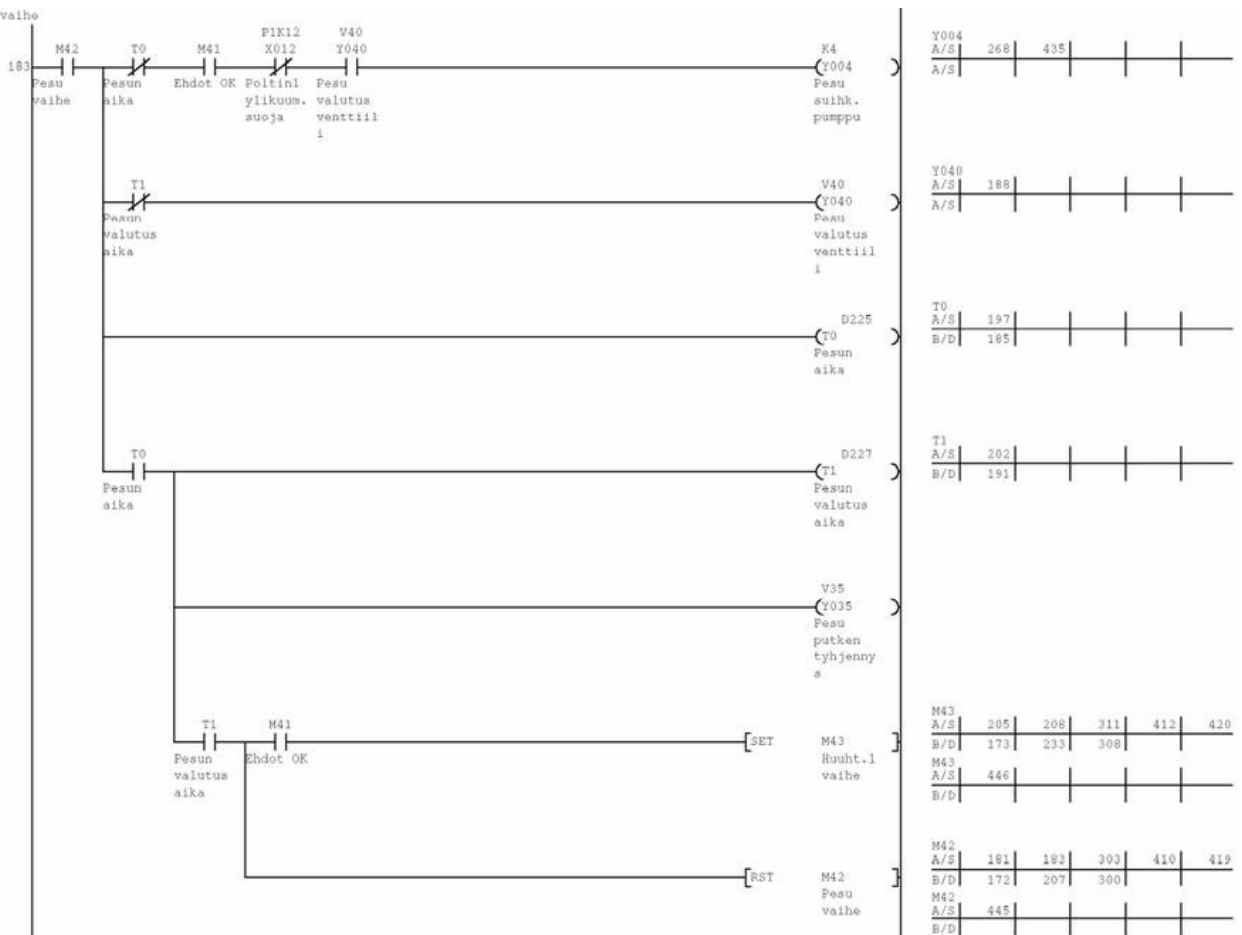 vaihe
P1K12 V40
M42 T0 M41 X012 Y040 K4
183 Y004
Pesu Pesun Ehdot OK Poltin1 Pesu Pesu
vaihe aika ylikuum. valutus suihk.
suoja venttiil pumppu
i
Y004
A/S 268 435
A/S
T1 V40
Y040
Pesun Pesu
valutus valutus
aika venttiil
i
Y040
A/S 188
A/S
D225
T0
Pesun
aika
T0
A/S 197
B/D 185
T0 D227
T1
Pesun Pesun
aika valutus
aika
T1
A/S 202
B/D 191
V35
Y035
Pesu
putken
tyhjenny
s
T1 M41
SET M43
Pesun Ehdot OK Huuht.1
valutus vaihe
aika
M43
A/S 205 208 311 412 420
B/D 173 233 308
M43
A/S 446
B/D
RST M42
Pesu
vaihe
M42
A/S 181 183 303 410 419
B/D 172 207 300
M42
A/S 445
B/D